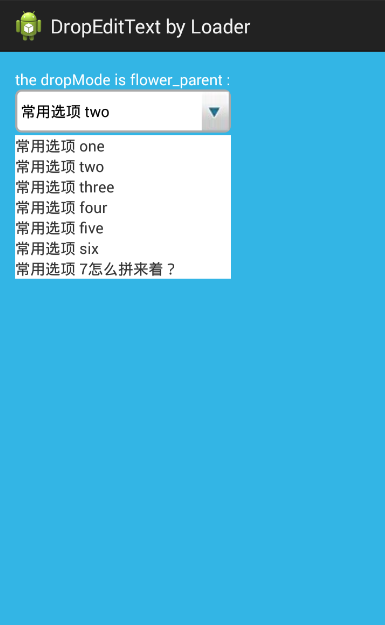 DropEditText by Loader
the dropMode is flower_parent :
常用选项 two
常用选项 one
常用选项 two
常用选项 three
常用选项 four
常用选项 five
常用选项 six
常用选项 7怎么拼来着？